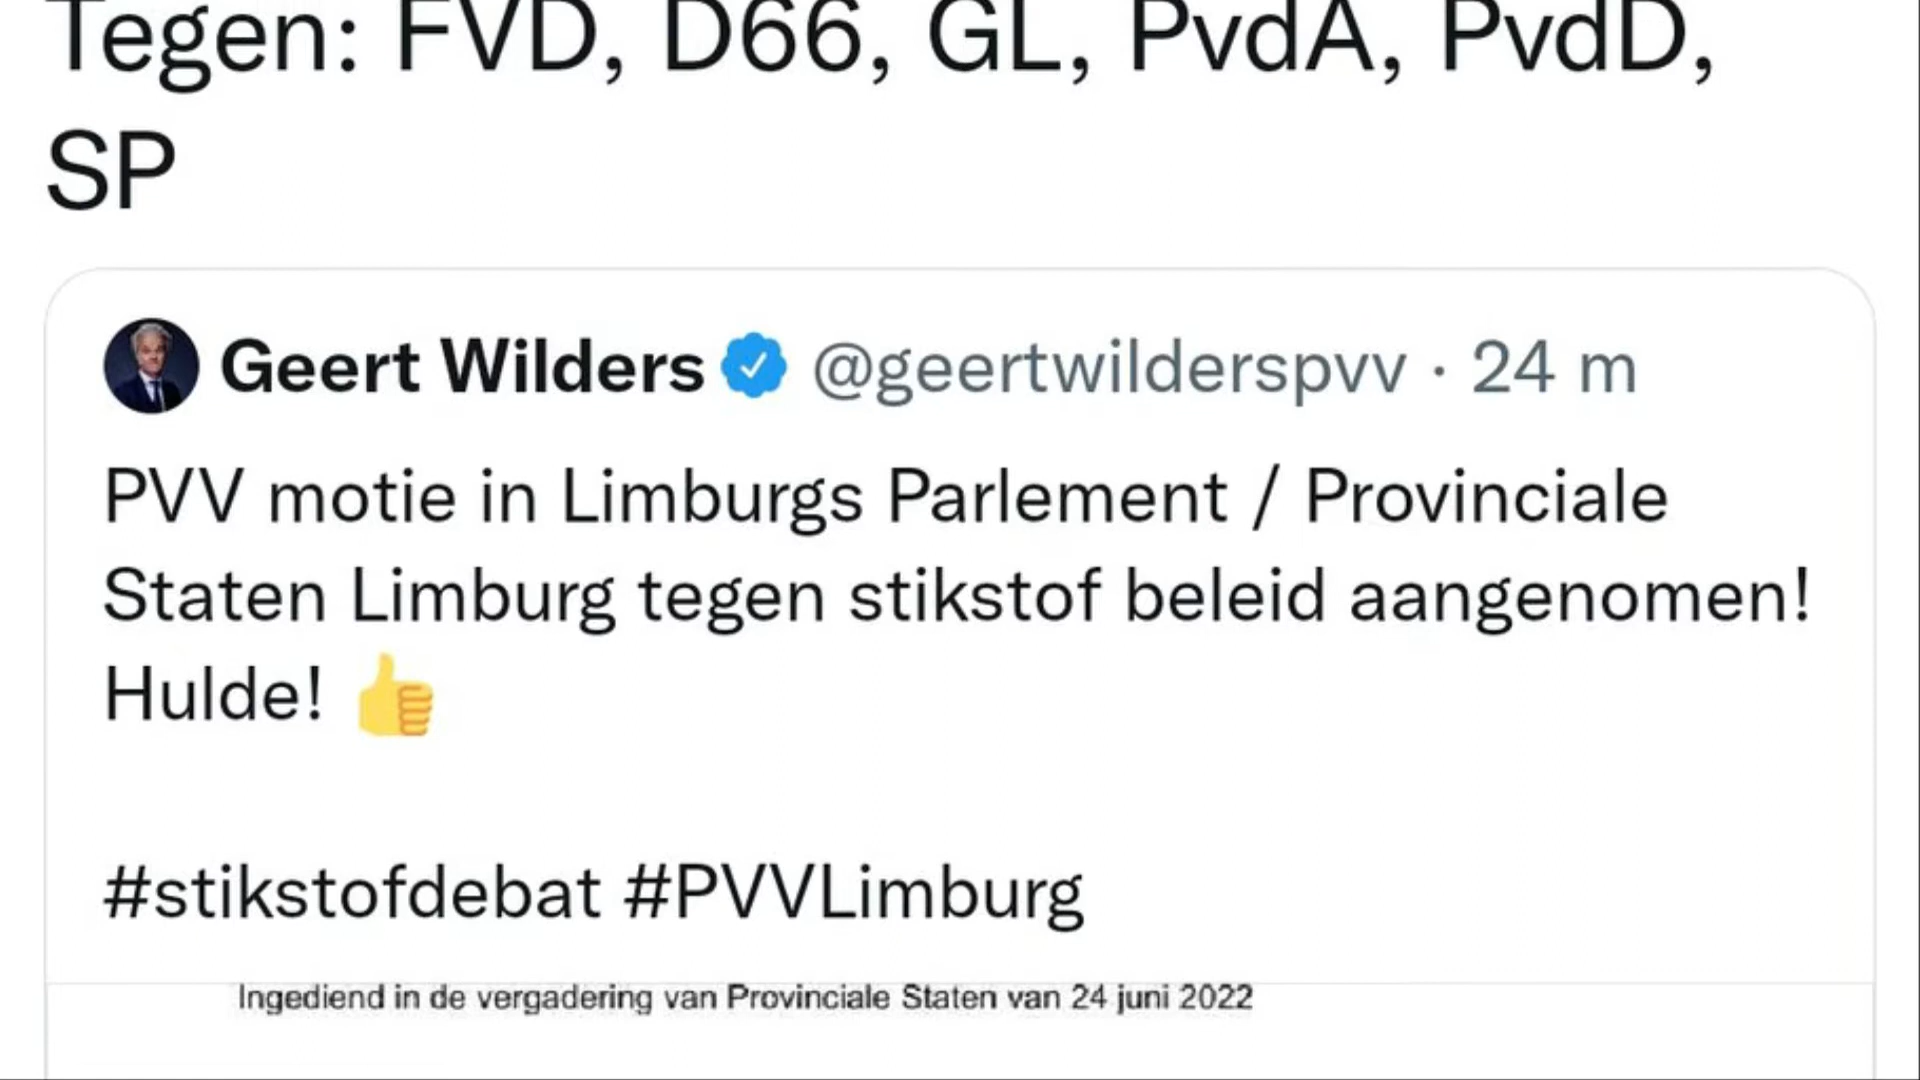 Tegen: FVD, D66, GL, PvdA, PvdD,
SP
Geert Wilders @geertwilderspvv · 24 m
PVV motie in Limburgs Parlement / Provinciale
Staten Limburg tegen stikstof beleid aangenomen!
Hulde! 👍
#stikstofdebat #PVVLimburg
Ingediend in de vergadering van Provinciale Staten van 24 juni 2022